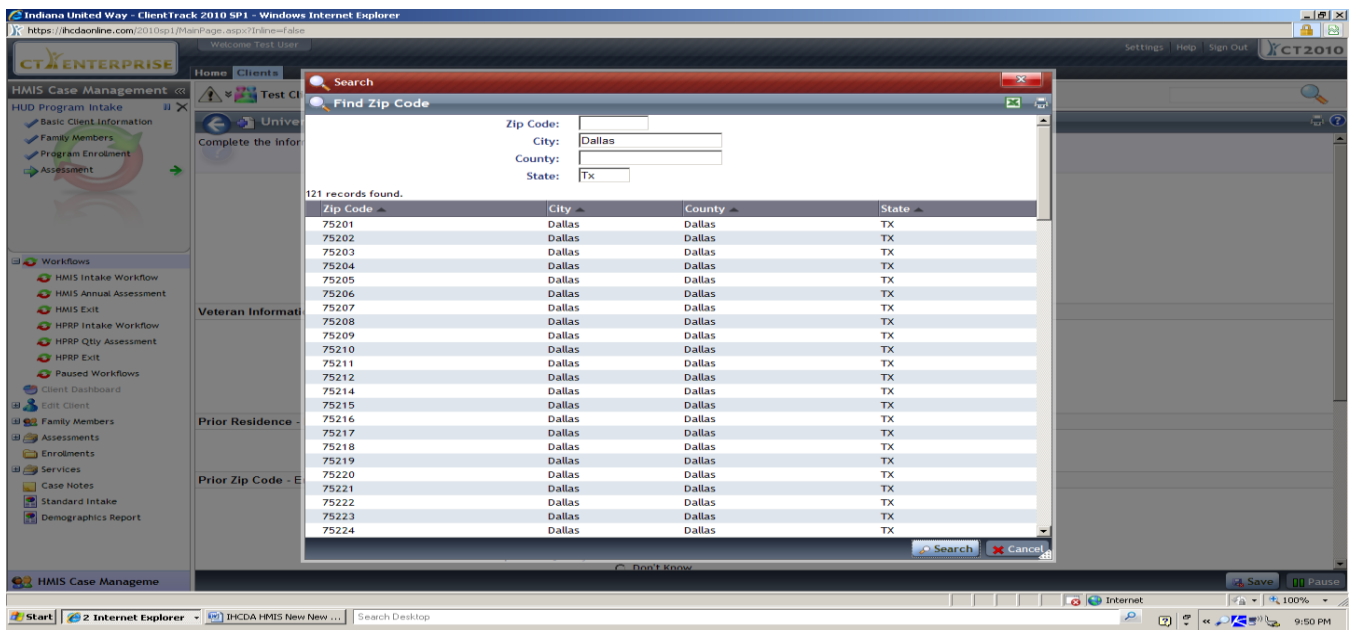 Indiana United Way - ClientTrack 2010 SP1 - Windows Internet Explorer
https://ihcdaonline.com/2010sp1/MainPage.aspx?Inline=false
Welcome Test User
Settings Help Sign Out
CT2010
CT ENTERPRISE
Home Clients
HMIS Case Management
Test Cl
HUD Program Intake
Basic Client Information
Family Members
Program Enrollment
Assessment
Univer
Complete the infor
Search
Find Zip Code
Zip Code:
City: Dallas
County:
State: Tx
121 records found.
Zip Code City County State
75201 Dallas Dallas TX
75202 Dallas Dallas TX
75203 Dallas Dallas TX
75204 Dallas Dallas TX
75205 Dallas Dallas TX
75206 Dallas Dallas TX
75207 Dallas Dallas TX
75208 Dallas Dallas TX
75209 Dallas Dallas TX
75210 Dallas Dallas TX
75211 Dallas Dallas TX
75212 Dallas Dallas TX
75214 Dallas Dallas TX
75215 Dallas Dallas TX
75216 Dallas Dallas TX
75217 Dallas Dallas TX
75218 Dallas Dallas TX
75219 Dallas Dallas TX
75220 Dallas Dallas TX
75221 Dallas Dallas TX
75222 Dallas Dallas TX
75223 Dallas Dallas TX
75224 Dallas Dallas TX
Search Cancel
Workflows
HMIS Intake Workflow
HMIS Annual Assessment
HMIS Exit
HPRP Intake Workflow
HPRP Qtly Assessment
HPRP Exit
Paused Workflows
Client Dashboard
Edit Client
Family Members
Assessments
Enrollments
Services
Case Notes
Standard Intake
Demographics Report
Veteran Informati
Prior Residence -
Prior Zip Code - E
Don't Know
HMIS Case Manageme
Save Pause
Internet 100%
Start 2 Internet Explorer IHCDA HMIS New New ... Search Desktop 9:50 PM